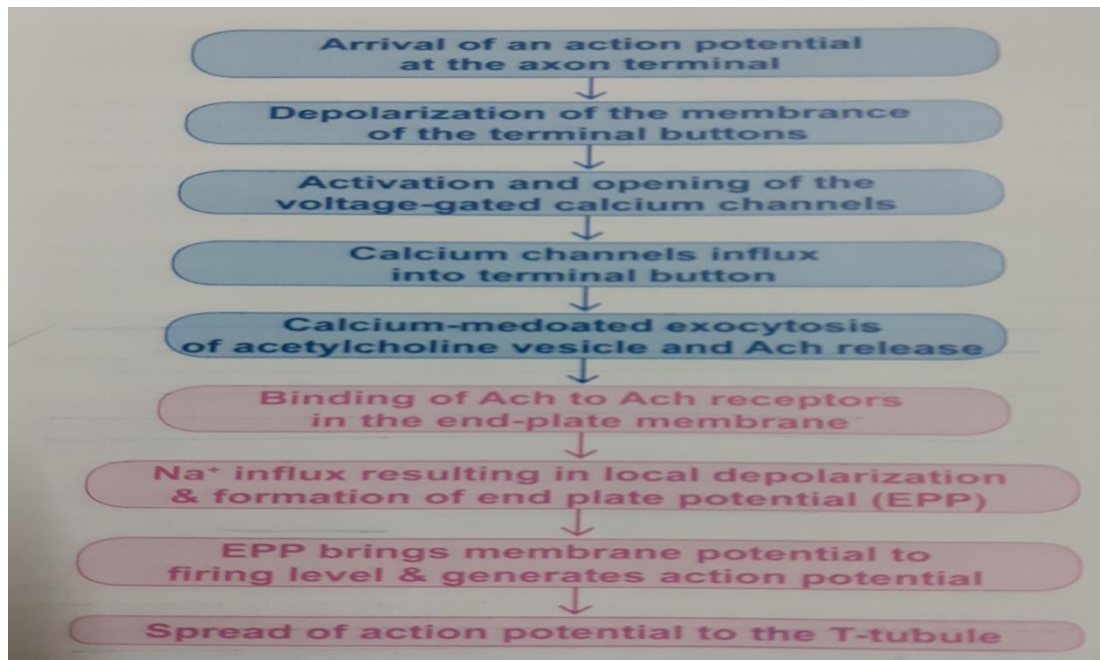 Arrival of an action potential
at the axon terminal
Depolarization of the membrance
of the terminal buttons
Activation and opening of the
voltage-gated calcium channels
Calcium channels influx
into terminal button
Calcium-medoated exocytosis
of acetylcholine vesicle and Ach release
Binding of Ach to Ach receptors
in the end-plate membrane
Na⁺ influx resulting in local depolarization
& formation of end plate potential (EPP)
EPP brings membrane potential to
firing level & generates action potential
Spread of action potential to the T-tubule